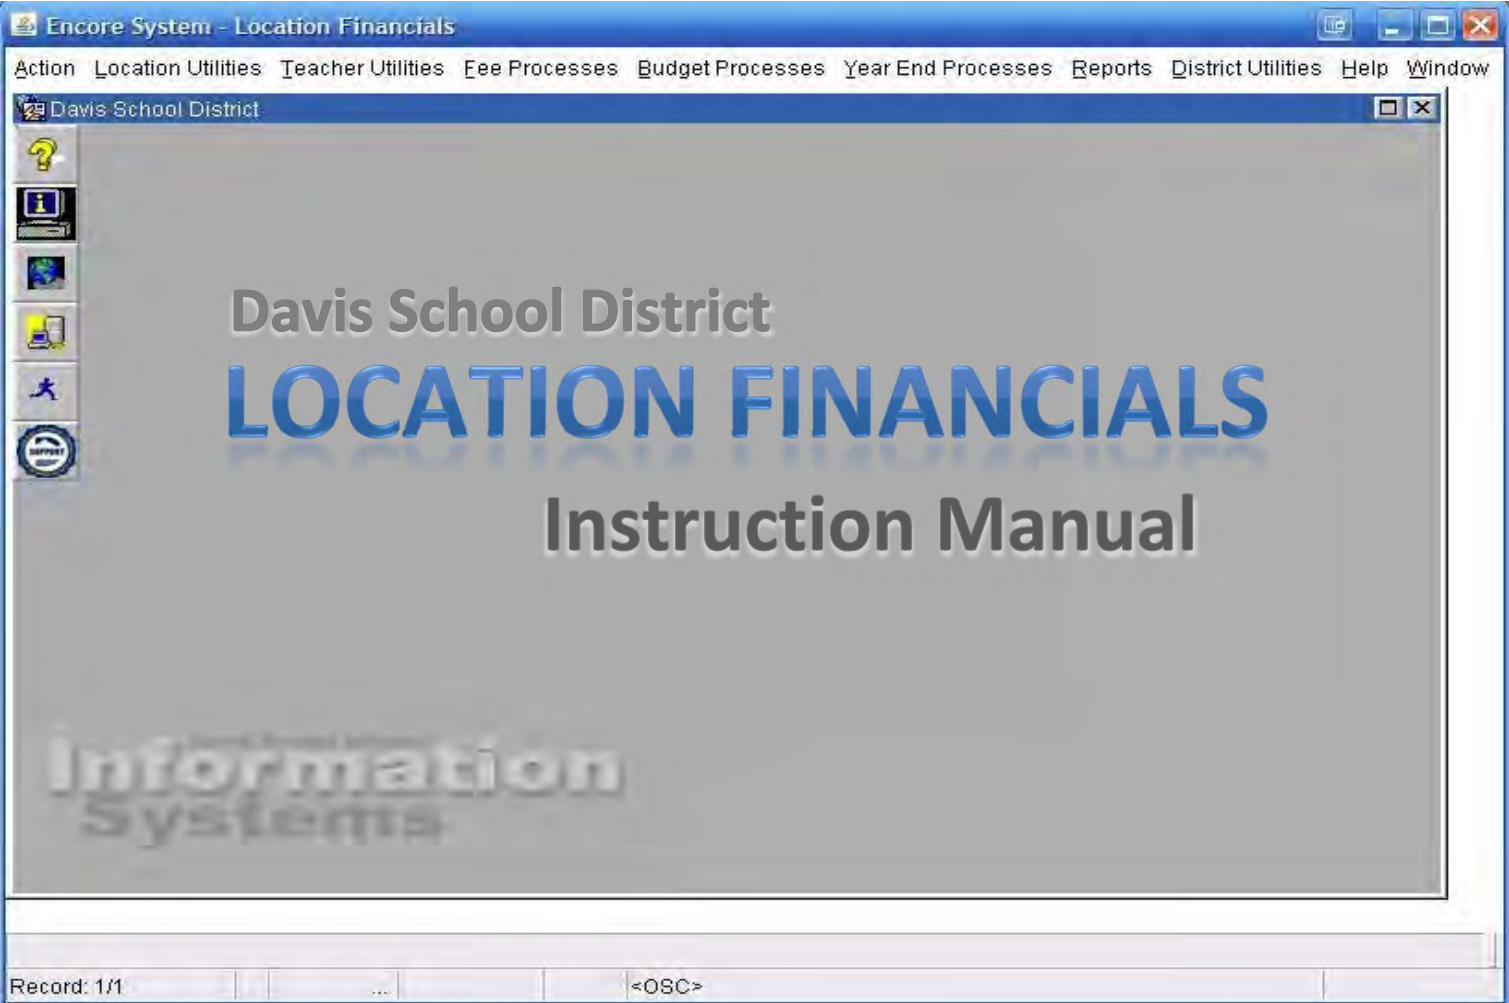 Encore System - Location Financials
Action Location Utilities Teacher Utilities Fee Processes Budget Processes Year End Processes Reports District Utilities Help Window
Davis School District
SUPPORT
Davis School District
LOCATION FINANCIALS
Instruction Manual
Information
Systems
Record: 1/1 ... <OSC>